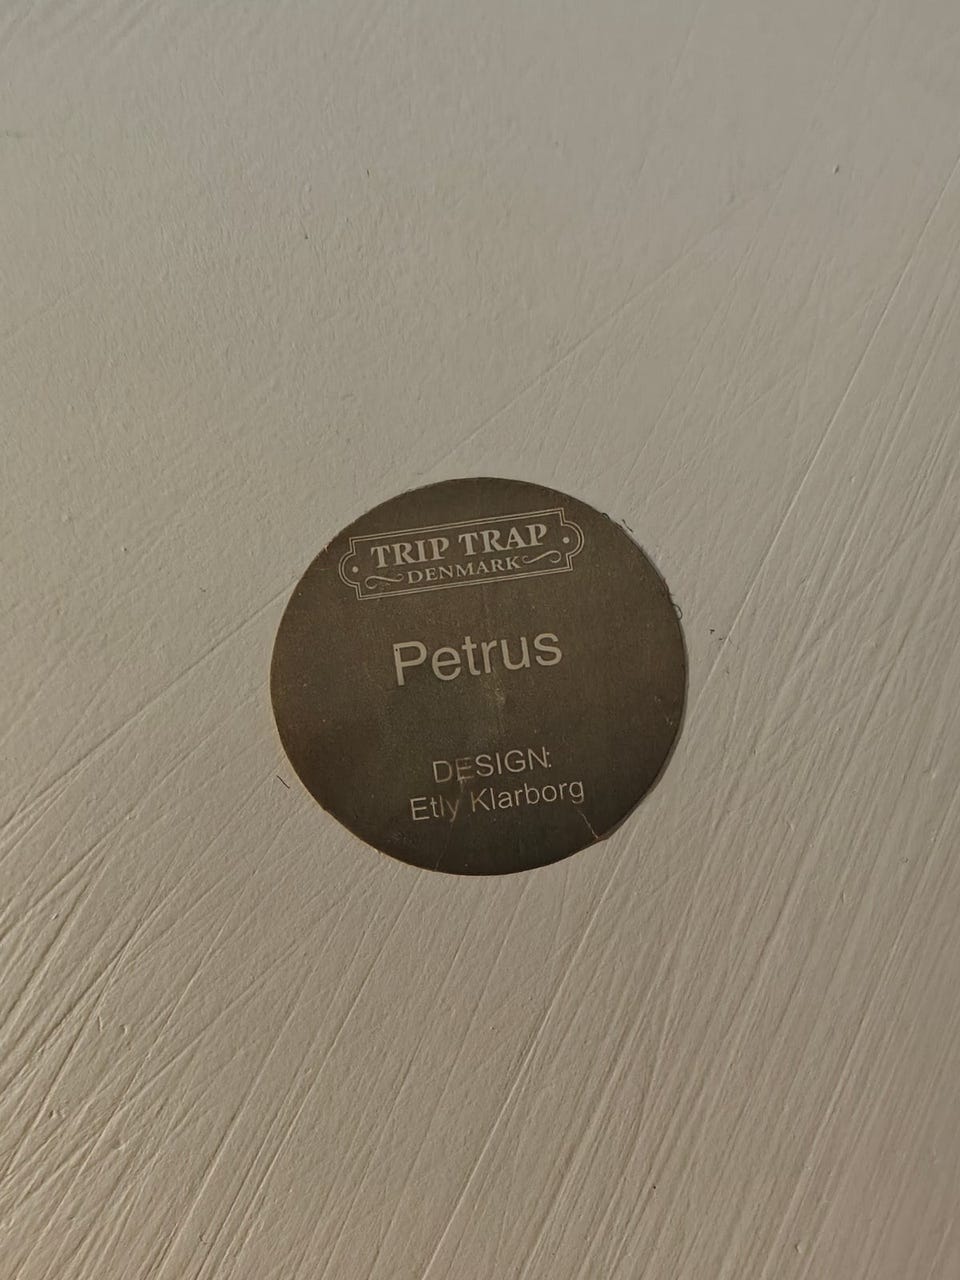 TRIP TRAP
DENMARK
Petrus
DESIGN:
Etly Klarborg